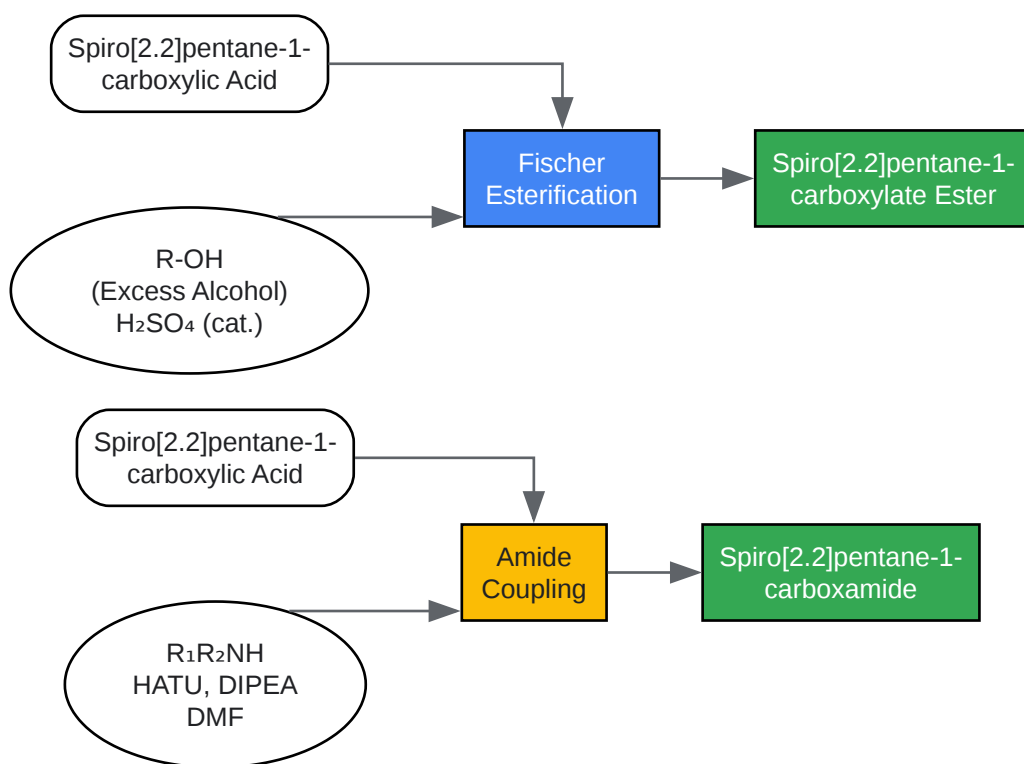 Spiro[2.2]pentane-1-
carboxylic Acid
Fischer
Esterification
Spiro[2.2]pentane-1-
carboxylate Ester
R-OH
(Excess Alcohol)
H₂SO₄ (cat.)
Spiro[2.2]pentane-1-
carboxylic Acid
Amide
Coupling
Spiro[2.2]pentane-1-
carboxamide
R₁R₂NH
HATU, DIPEA
DMF